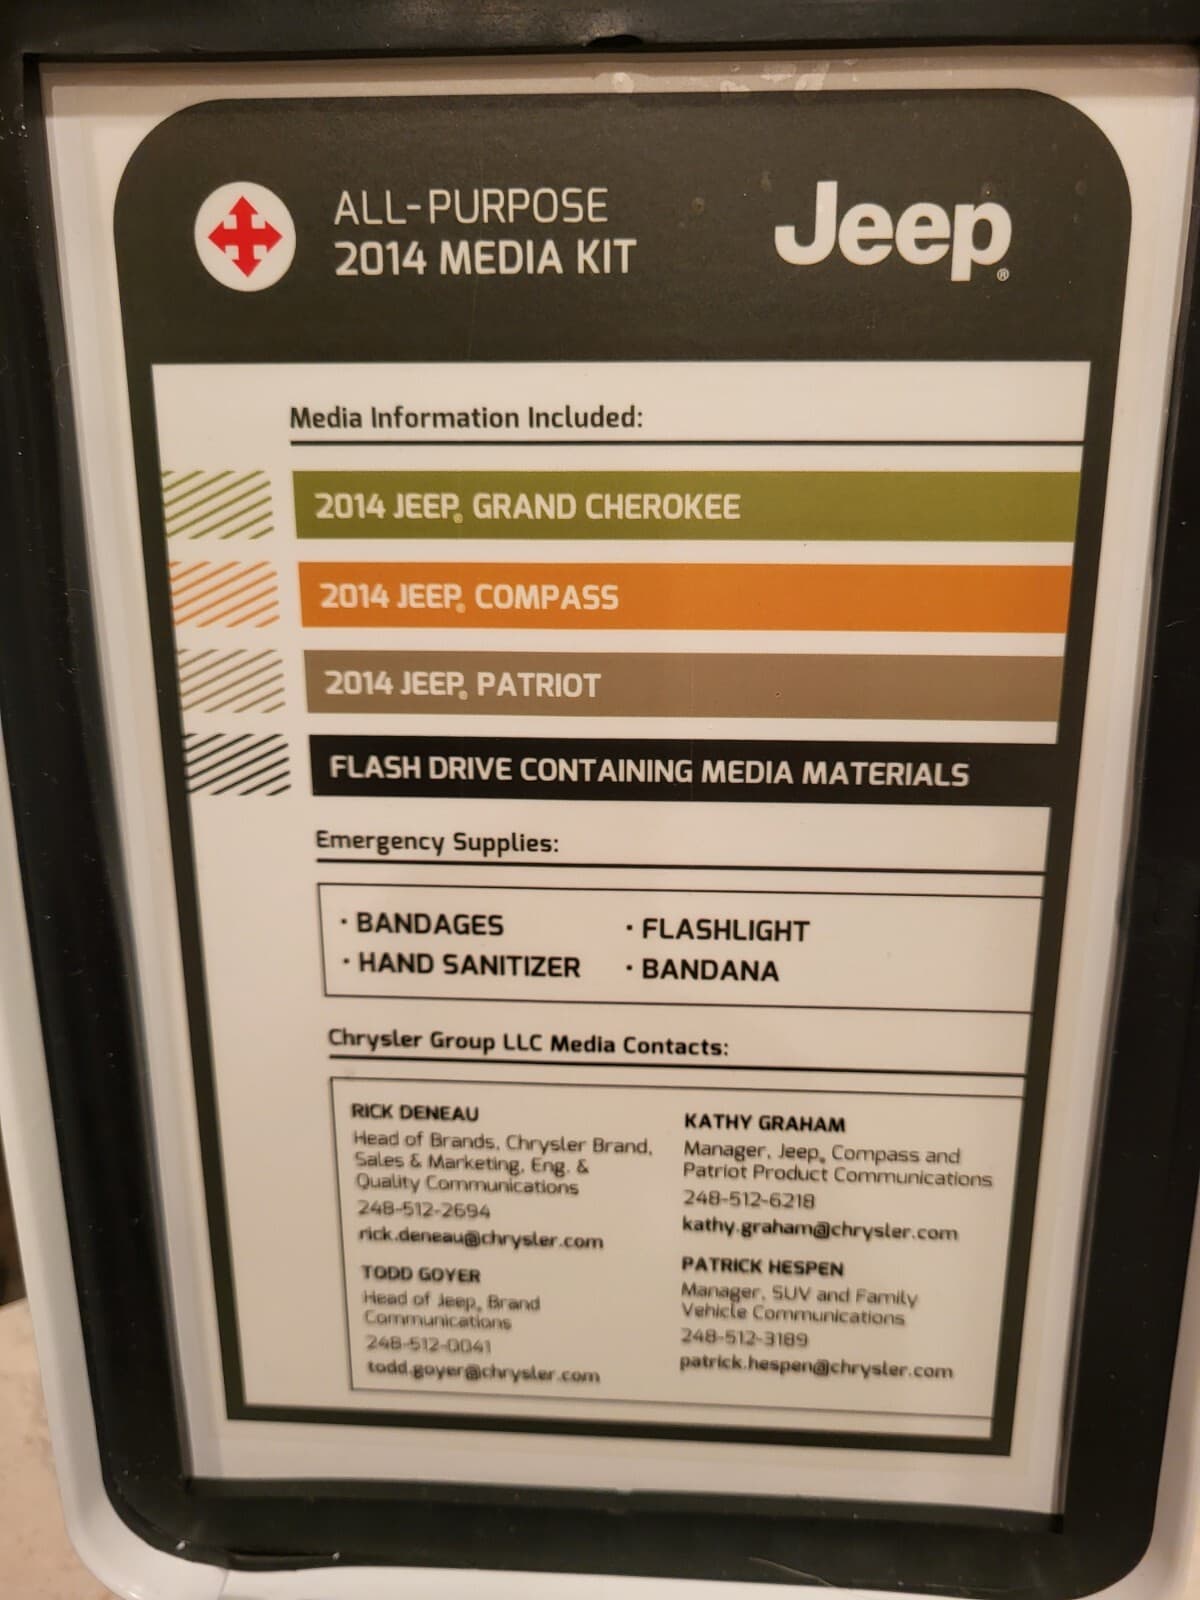 ALL-PURPOSE
2014 MEDIA KIT
Jeep®
Media Information Included:
2014 JEEP® GRAND CHEROKEE
2014 JEEP® COMPASS
2014 JEEP® PATRIOT
FLASH DRIVE CONTAINING MEDIA MATERIALS
Emergency Supplies:
· BANDAGES
· HAND SANITIZER
· FLASHLIGHT
· BANDANA
Chrysler Group LLC Media Contacts:
RICK DENEAU
Head of Brands, Chrysler Brand,
Sales & Marketing, Eng. &
Quality Communications
248-512-2694
rick.deneau@chrysler.com
TODD GOYER
Head of Jeep® Brand
Communications
248-512-0041
todd.goyer@chrysler.com
KATHY GRAHAM
Manager, Jeep® Compass and
Patriot Product Communications
248-512-6218
kathy.graham@chrysler.com
PATRICK HESPEN
Manager, SUV and Family
Vehicle Communications
248-512-3189
patrick.hespen@chrysler.com